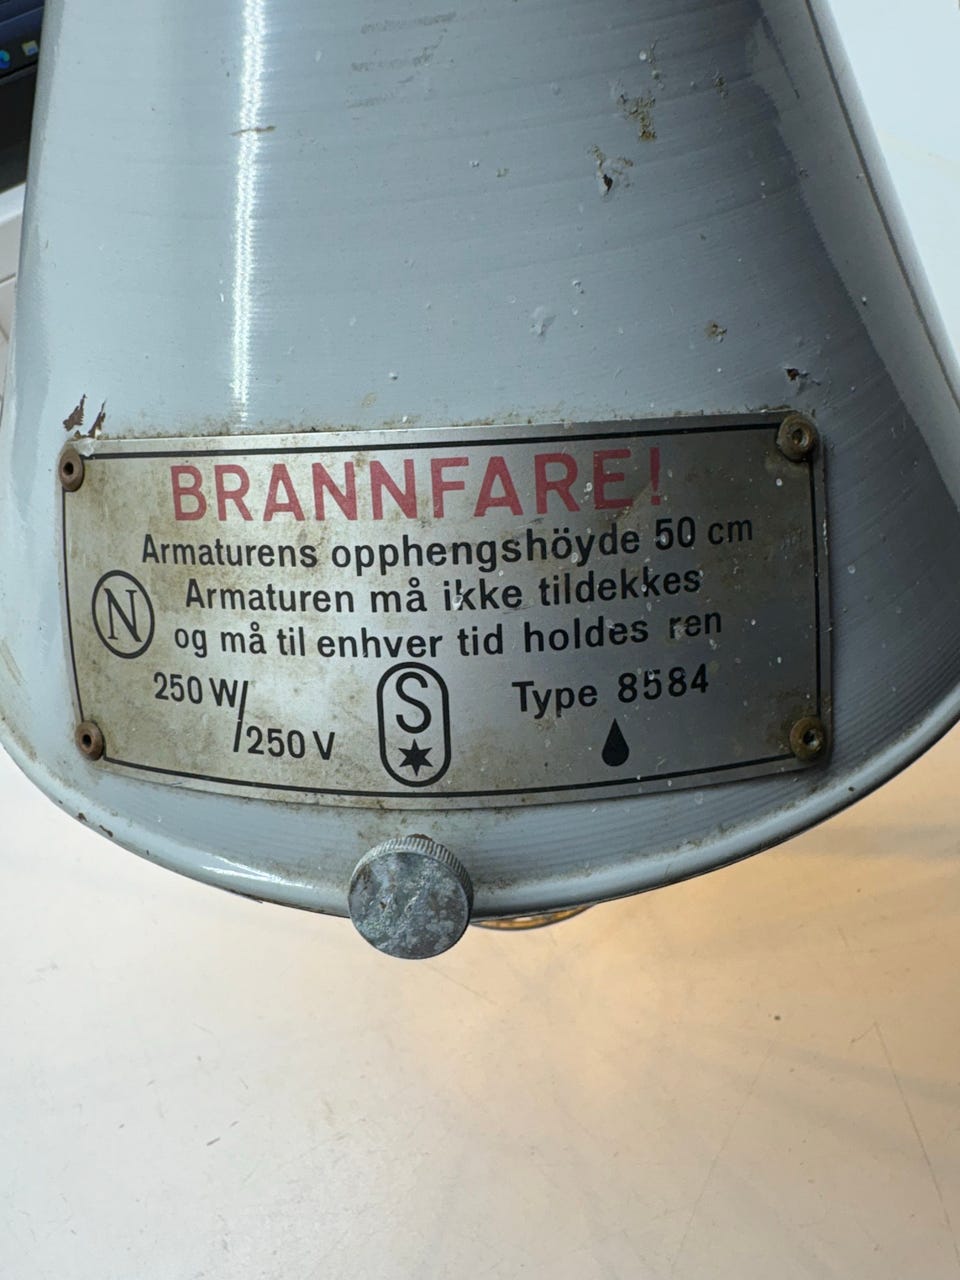 BRANNFARE!
Armaturens opphengshöyde 50 cm
Armaturen må ikke tildekkes
og må til enhver tid holdes ren
N
250 W/250 V
S
Type 8584